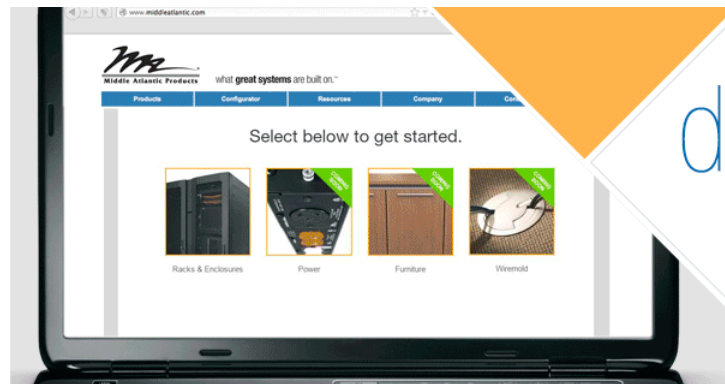 www.middleatlantic.com
Middle Atlantic Products
what great systems are built on.™
Products Configurator Resources Company
Select below to get started.
COMING SOON COMING SOON COMING SOON
Racks & Enclosures Power Furniture Wiremold
d